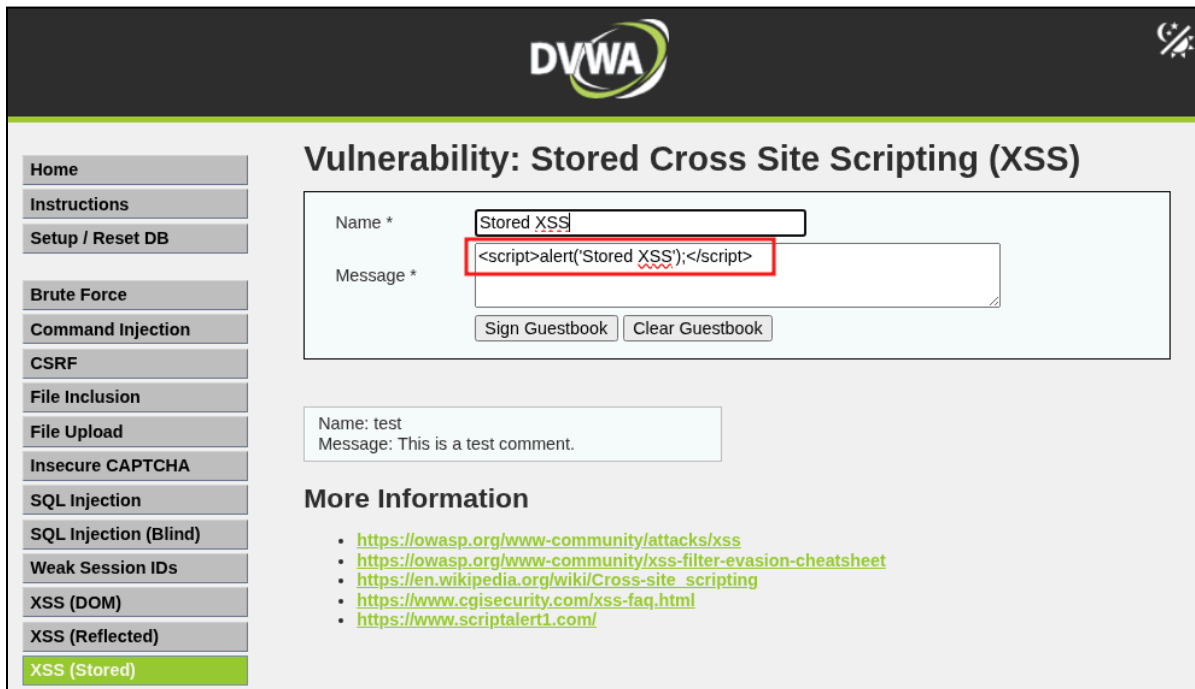 DVWA
Vulnerability: Stored Cross Site Scripting (XSS)
Home
Instructions
Setup / Reset DB
Brute Force
Command Injection
CSRF
File Inclusion
File Upload
Insecure CAPTCHA
SQL Injection
SQL Injection (Blind)
Weak Session IDs
XSS (DOM)
XSS (Reflected)
XSS (Stored)
Name * Stored XSS
Message * <script>alert('Stored XSS');</script>
Sign Guestbook Clear Guestbook
Name: test
Message: This is a test comment.
More Information
https://owasp.org/www-community/attacks/xss
https://owasp.org/www-community/xss-filter-evasion-cheatsheet
https://en.wikipedia.org/wiki/Cross-site_scripting
https://www.cgisecurity.com/xss-faq.html
https://www.scriptalert1.com/